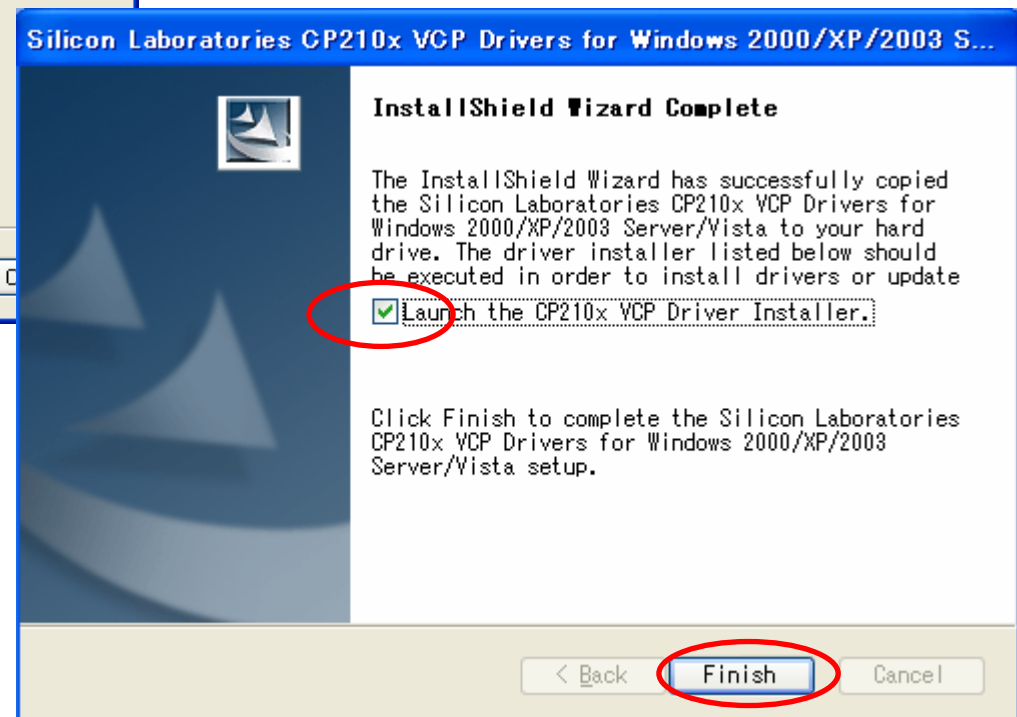 Silicon Laboratories CP210x VCP Drivers for Windows 2000/XP/2003 S...
InstallShield Wizard Complete
The InstallShield Wizard has successfully copied
the Silicon Laboratories CP210x VCP Drivers for
Windows 2000/XP/2003 Server/Vista to your hard
drive. The driver installer listed below should
be executed in order to install drivers or update
Launch the CP210x VCP Driver Installer.
Click Finish to complete the Silicon Laboratories
CP210x VCP Drivers for Windows 2000/XP/2003
Server/Vista setup.
< Back Finish Cancel